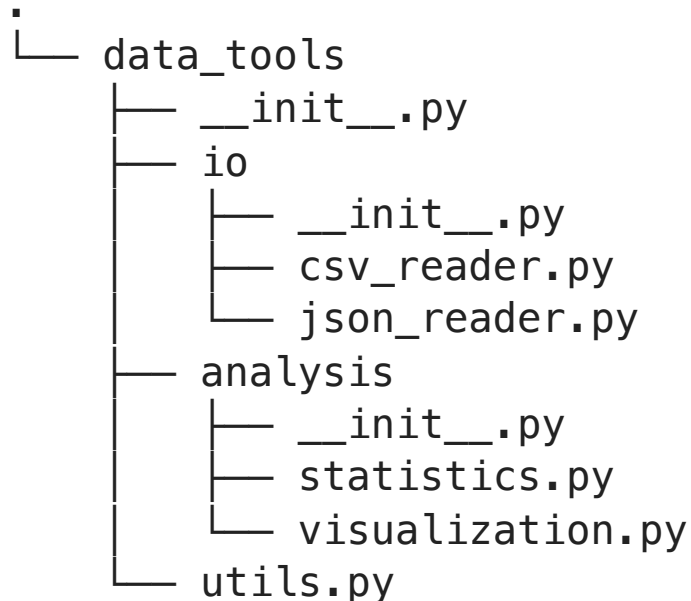 .
└── data_tools
    ├── __init__.py
    ├── io
    │   ├── __init__.py
    │   ├── csv_reader.py
    │   └── json_reader.py
    ├── analysis
    │   ├── __init__.py
    │   ├── statistics.py
    │   └── visualization.py
    └── utils.py